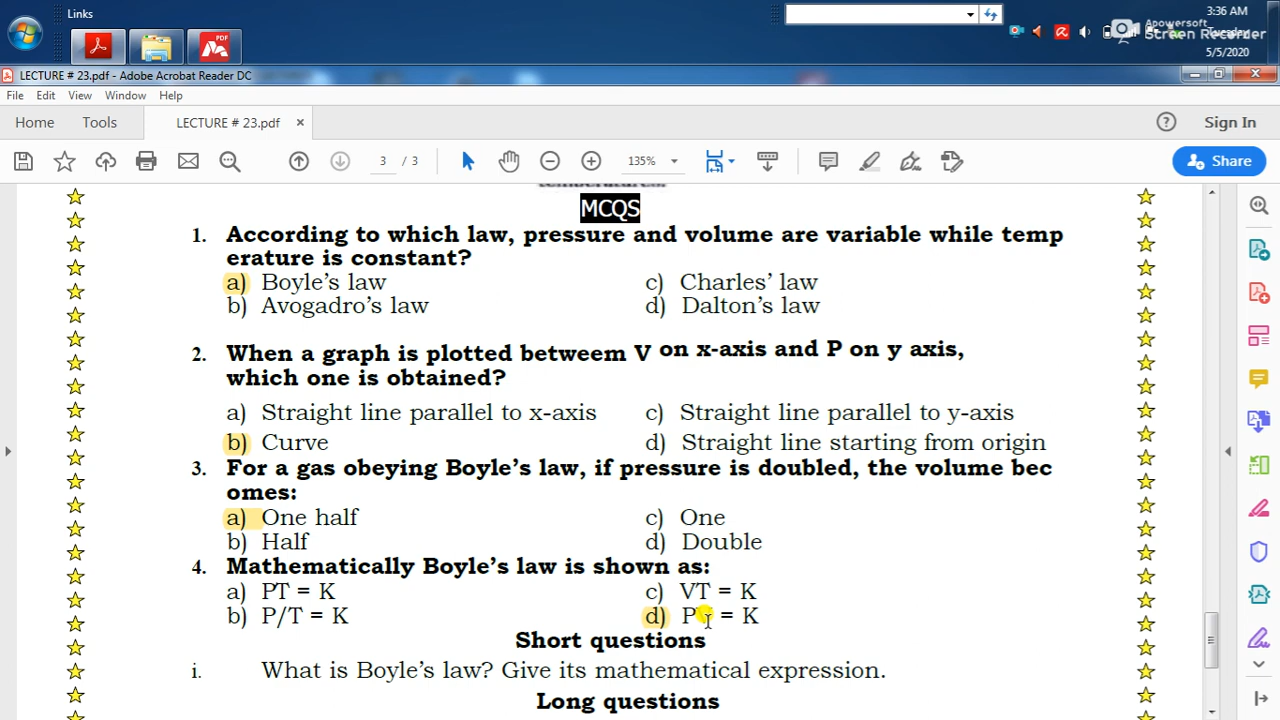 Links
3:36 AM
Apowersoft
Screen Recorder
Tuesday
5/5/2020
LECTURE # 23.pdf - Adobe Acrobat Reader DC
File Edit View Window Help
Home Tools LECTURE # 23.pdf × Sign In
3 / 3 135% Share
MCQS
1. According to which law, pressure and volume are variable while temp
erature is constant?
a) Boyle's law c) Charles' law
b) Avogadro's law d) Dalton's law
2. When a graph is plotted betweem V on x-axis and P on y axis,
which one is obtained?
a) Straight line parallel to x-axis c) Straight line parallel to y-axis
b) Curve d) Straight line starting from origin
3. For a gas obeying Boyle's law, if pressure is doubled, the volume bec
omes:
a) One half c) One
b) Half d) Double
4. Mathematically Boyle's law is shown as:
a) PT = K c) VT = K
b) P/T = K d) PV = K
Short questions
i. What is Boyle's law? Give its mathematical expression.
Long questions